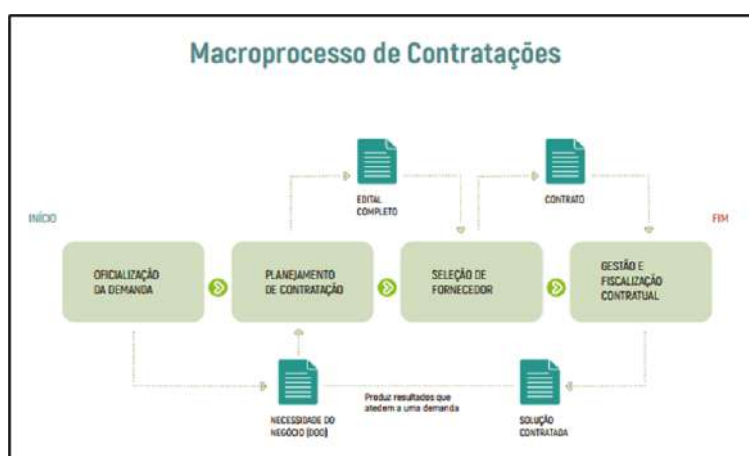 Macroprocesso de Contratações
EDITAL
COMPLETO
CONTRATO
INÍCIO
FIM
OFICIALIZAÇÃO
DA DEMANDA
PLANEJAMENTO
DE CONTRATAÇÃO
SELEÇÃO DE
FORNECEDOR
GESTÃO E
FISCALIZAÇÃO
CONTRATUAL
NECESSIDADE DO
NEGÓCIO (DOD)
Produz resultados que
atedem a uma demanda
SOLUÇÃO
CONTRATADA